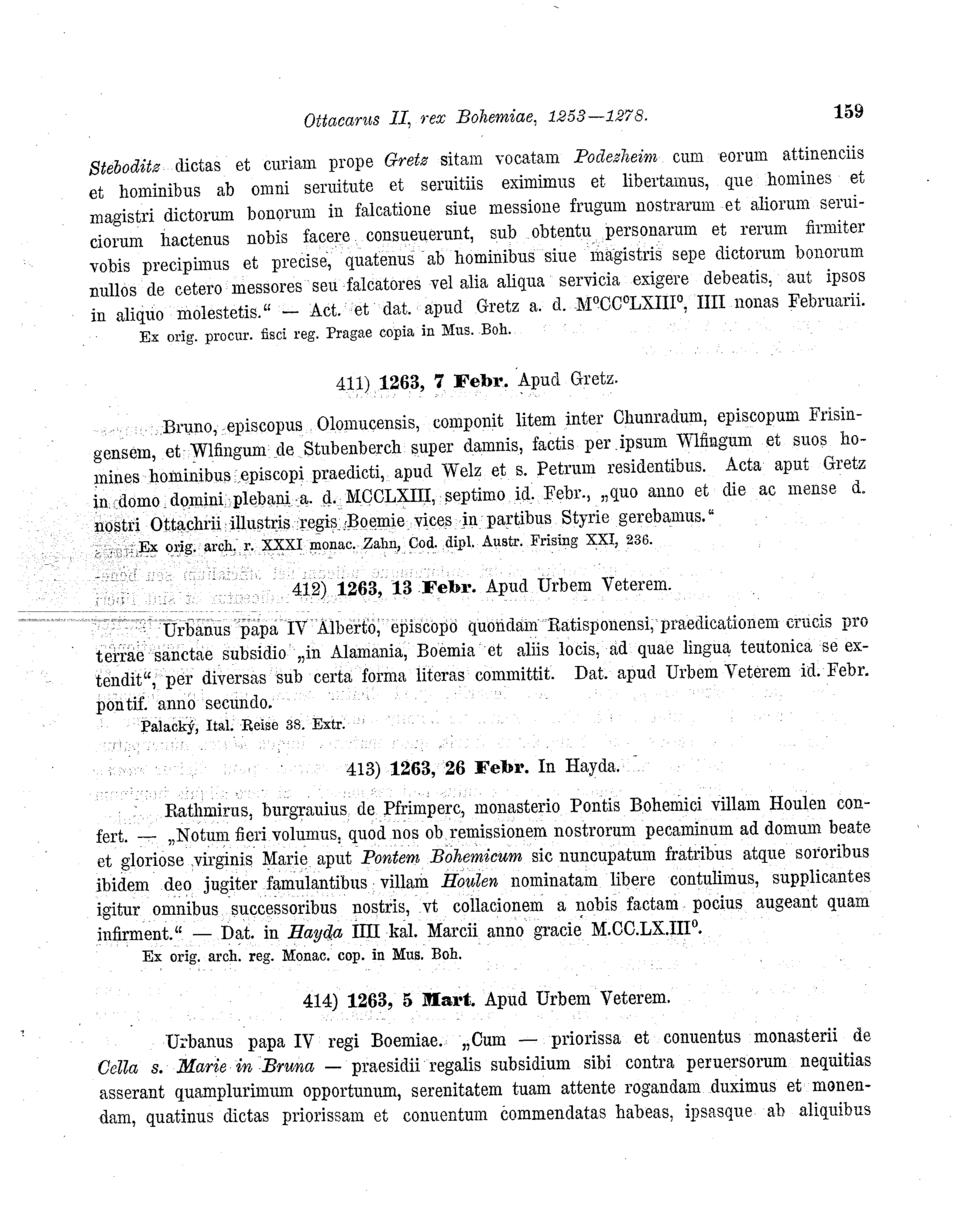 Ottacarus II, rex Bohemiae, 1253—1278. 159
Steboditz dictas et curiam prope Gretz sitam vocatam Podezheim cum eorum attinenciis
et hominibus ab omni seruitute et seruitiis eximimus et libertamus, que homines et
magistri dictorum bonorum in falcatione siue messione frugum nostrarum et aliorum serui-
ciorum hactenus nobis facere consueuerunt, sub obtentu personarum et rerum firmiter
vobis precipimus et precise, quatenus ab hominibus siue magistris sepe dictorum bonorum
nullos de cetero messores seu falcatores vel alia aliqua servicia exigere debeatis, aut ipsos
in aliquo molestetis.“ — Act. et dat. apud Gretz a. d. M⁰CC⁰LXIII⁰, IIII nonas Februarii.
Ex orig. procur. fisci reg. Pragae copia in Mus. Boh.
411) 1263, 7 Febr. Apud Gretz.
Bruno, episcopus Olomucensis, componit litem inter Chunradum, episcopum Frisin-
gensem, et Wlfingum de Stubenberch super damnis, factis per ipsum Wlfingum et suos ho-
mines hominibus episcopi praedicti, apud Welz et s. Petrum residentibus. Acta aput Gretz
in domo domini plebani a. d. MCCLXIII, septimo id. Febr., „quo anno et die ac mense d.
nostri Ottachrii illustris regis Boemie vices in partibus Styrie gerebamus.“
Ex orig. arch. r. XXXI monac. Zahn, Cod. dipl. Austr. Frising XXI, 236.
412) 1263, 13 Febr. Apud Urbem Veterem.
Urbanus papa IV Alberto, episcopo quondam Ratisponensi, praedicationem crucis pro
terrae sanctae subsidio „in Alamania, Boemia et aliis locis, ad quae lingua teutonica se ex-
tendit“, per diversas sub certa forma literas committit. Dat. apud Urbem Veterem id. Febr.
pontif. anno secundo.
Palacký, Ital. Reise 38. Extr.
413) 1263, 26 Febr. In Hayda.
Rathmirus, burgrauius de Pfrimperc, monasterio Pontis Bohemici villam Houlen con-
fert. — „Notum fieri volumus, quod nos ob remissionem nostrorum pecaminum ad domum beate
et gloriose virginis Marie aput Pontem Bohemicum sic nuncupatum fratribus atque sororibus
ibidem deo jugiter famulantibus villam Houlen nominatam libere contulimus, supplicantes
igitur omnibus successoribus nostris, vt collacionem a nobis factam pocius augeant quam
infirment.“ — Dat. in Hayda IIII kal. Marcii anno gracie M.CC.LX.III⁰.
Ex orig. arch. reg. Monac. cop. in Mus. Boh.
414) 1263, 5 Mart. Apud Urbem Veterem.
Urbanus papa IV regi Boemiae. „Cum — priorissa et conuentus monasterii de
Cella s. Marie in Bruna — praesidii regalis subsidium sibi contra peruersorum nequitias
asserant quamplurimum opportunum, serenitatem tuam attente rogandam duximus et monen-
dam, quatinus dictas priorissam et conuentum commendatas habeas, ipsasque ab aliquibus